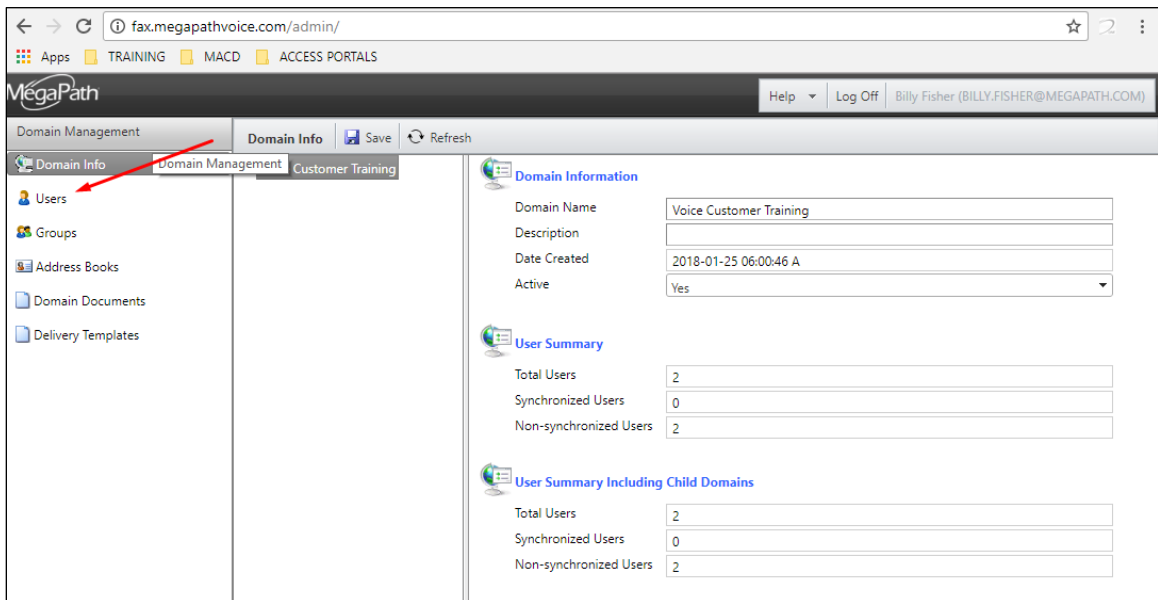 fax.megapathvoice.com/admin/
Apps TRAINING MACD ACCESS PORTALS
MegaPath Help Log Off Billy Fisher (BILLY.FISHER@MEGAPATH.COM)
Domain Management Domain Info Save Refresh
Domain Info
Domain Management
Customer Training
Users
Groups
Address Books
Domain Documents
Delivery Templates
Domain Information
Domain Name Voice Customer Training
Description
Date Created 2018-01-25 06:00:46 A
Active Yes
User Summary
Total Users 2
Synchronized Users 0
Non-synchronized Users 2
User Summary Including Child Domains
Total Users 2
Synchronized Users 0
Non-synchronized Users 2